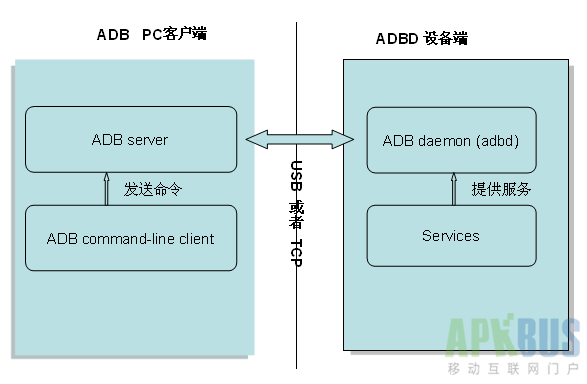 ADB PC客户端
ADBD 设备端
ADB server
ADB daemon (adbd)
发送命令
提供服务
ADB command-line client
Services
USB 或者 TCP
APKBUS
移动互联网门户